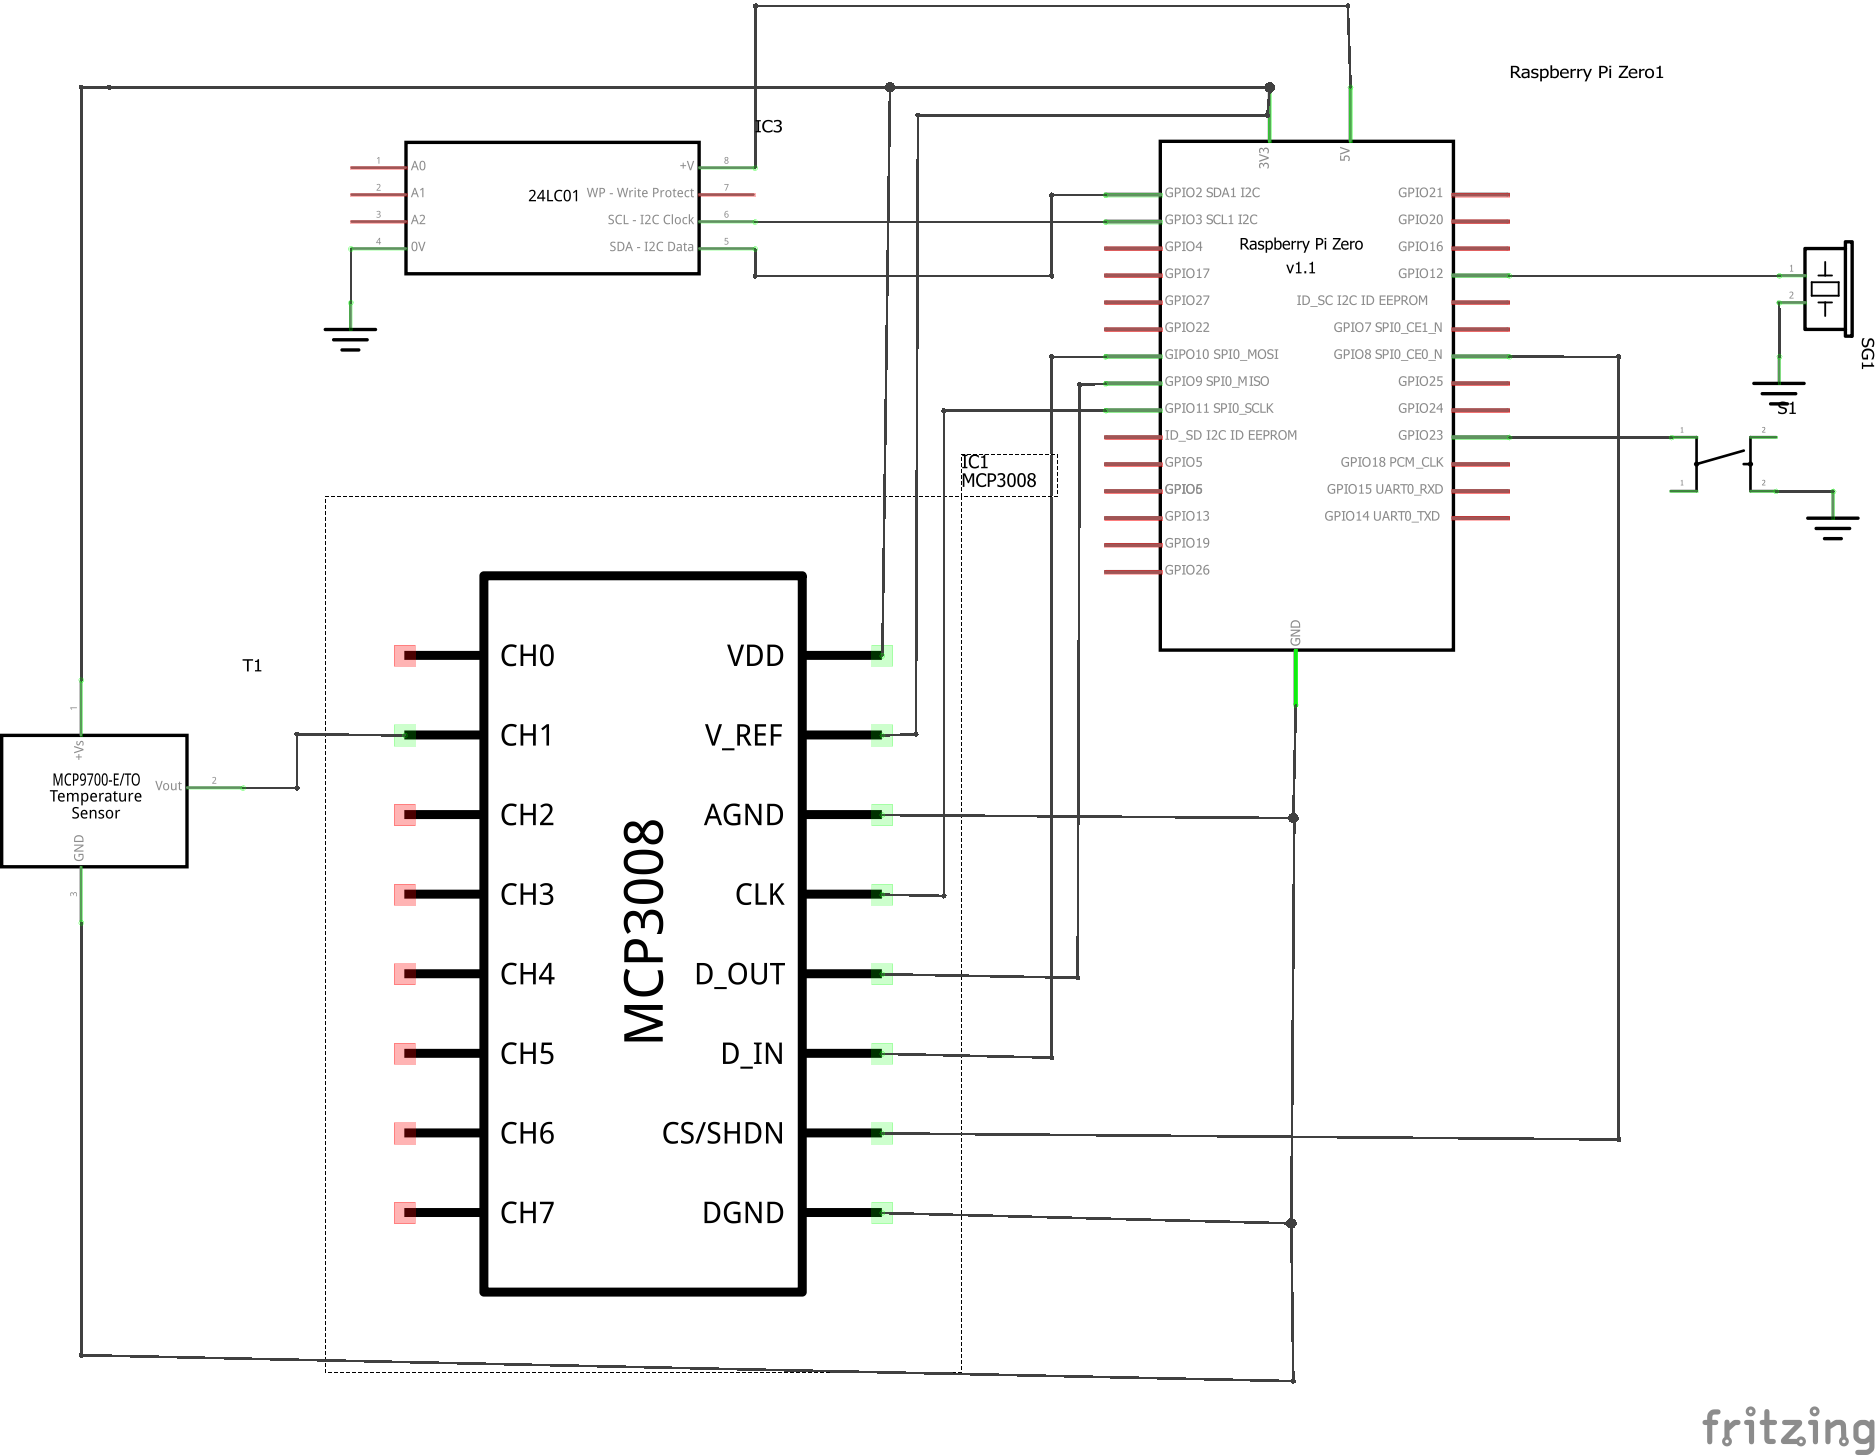 Raspberry Pi Zero1
IC3
24LC01
1 A0
2 A1
3 A2
4 0V
+V 8
WP - Write Protect 7
SCL - I2C Clock 6
SDA - I2C Data 5
3V3
5V
Raspberry Pi Zero
v1.1
GPIO2 SDA1 I2C
GPIO3 SCL1 I2C
GPIO4
GPIO17
GPIO27
GPIO22
GIPO10 SPI0_MOSI
GPIO9 SPI0_MISO
GPIO11 SPI0_SCLK
ID_SD I2C ID EEPROM
GPIO5
GPIO6
GPIO13
GPIO19
GPIO26
GPIO21
GPIO20
GPIO16
GPIO12
ID_SC I2C ID EEPROM
GPIO7 SPI0_CE1_N
GPIO8 SPI0_CE0_N
GPIO25
GPIO24
GPIO23
GPIO18 PCM_CLK
GPIO15 UART0_RXD
GPIO14 UART0_TXD
GND
1
2
SG1
S1
1 2
1 2
IC1
MCP3008
T1
1
+Vs
MCP9700-E/TO
Temperature
Sensor
Vout 2
GND
3
MCP3008
CH0
CH1
CH2
CH3
CH4
CH5
CH6
CH7
VDD
V_REF
AGND
CLK
D_OUT
D_IN
CS/SHDN
DGND
fritzing